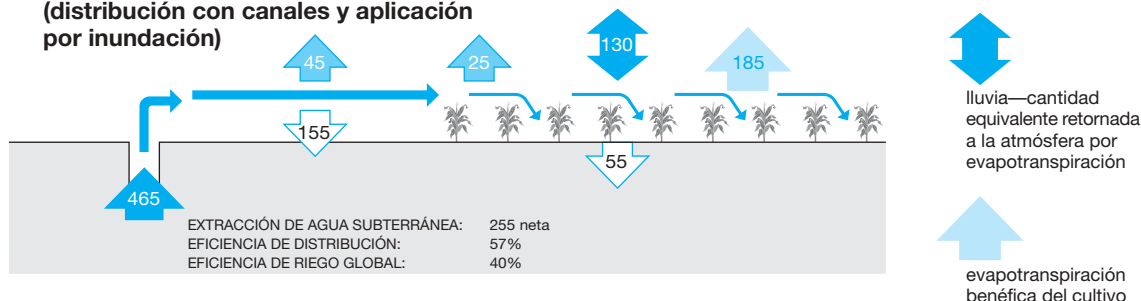 (distribución con canales y aplicación
por inundación)
45
25
130
185
155
55
465
EXTRACCIÓN DE AGUA SUBTERRÁNEA: 255 neta
EFICIENCIA DE DISTRIBUCIÓN: 57%
EFICIENCIA DE RIEGO GLOBAL: 40%
lluvia—cantidad
equivalente retornada
a la atmósfera por
evapotranspiración
evapotranspiración
benéfica del cultivo